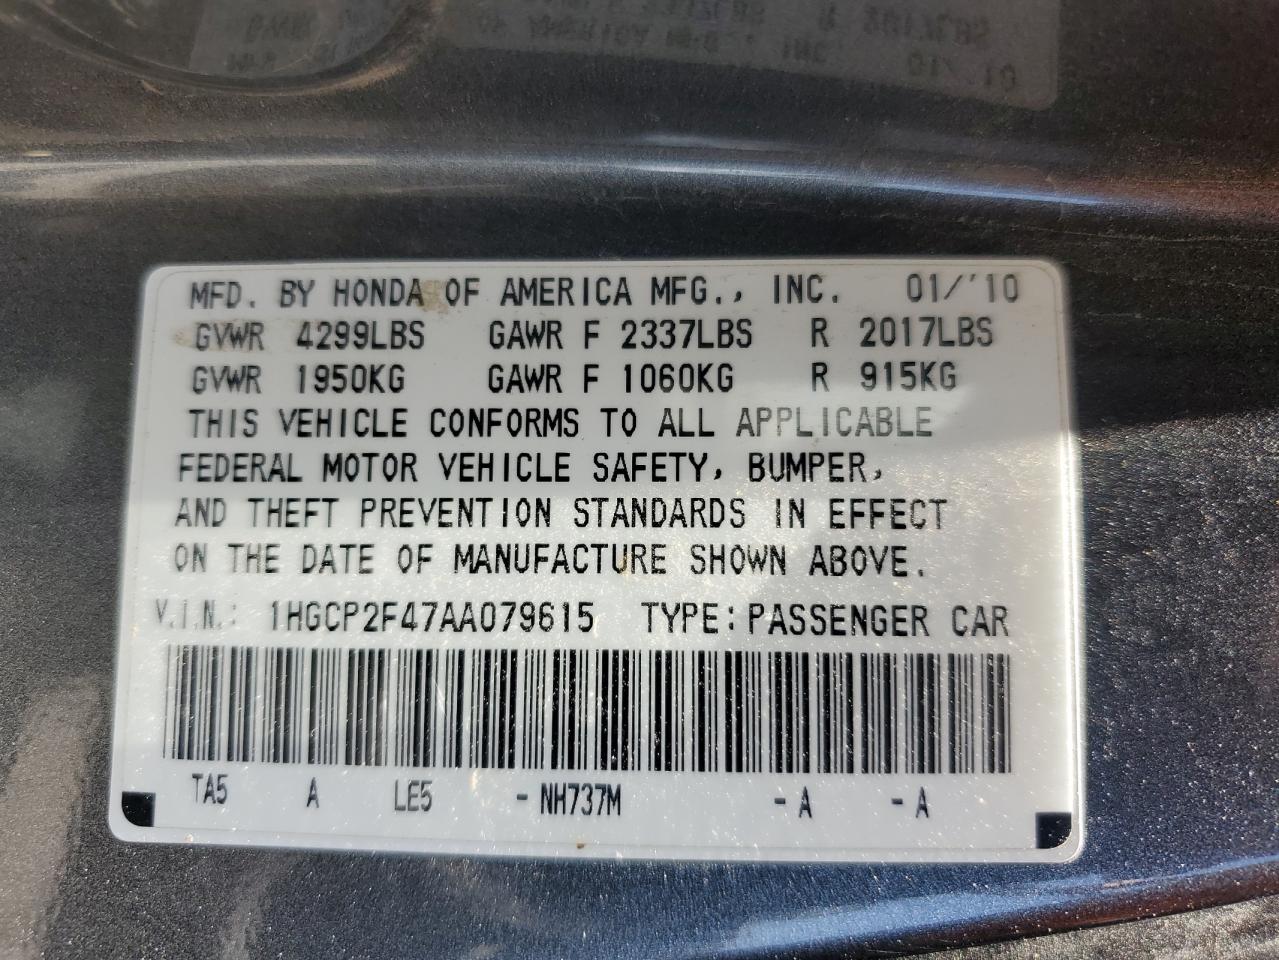 MFD. BY HONDA OF AMERICA MFG., INC. 01/'10
GVWR 4299LBS GAWR F 2337LBS R 2017LBS
GVWR 1950KG GAWR F 1060KG R 915KG
THIS VEHICLE CONFORMS TO ALL APPLICABLE
FEDERAL MOTOR VEHICLE SAFETY, BUMPER,
AND THEFT PREVENTION STANDARDS IN EFFECT
ON THE DATE OF MANUFACTURE SHOWN ABOVE.
V.I.N.: 1HGCP2F47AA079615 TYPE: PASSENGER CAR
TA5 A LE5 - NH737M - A - A